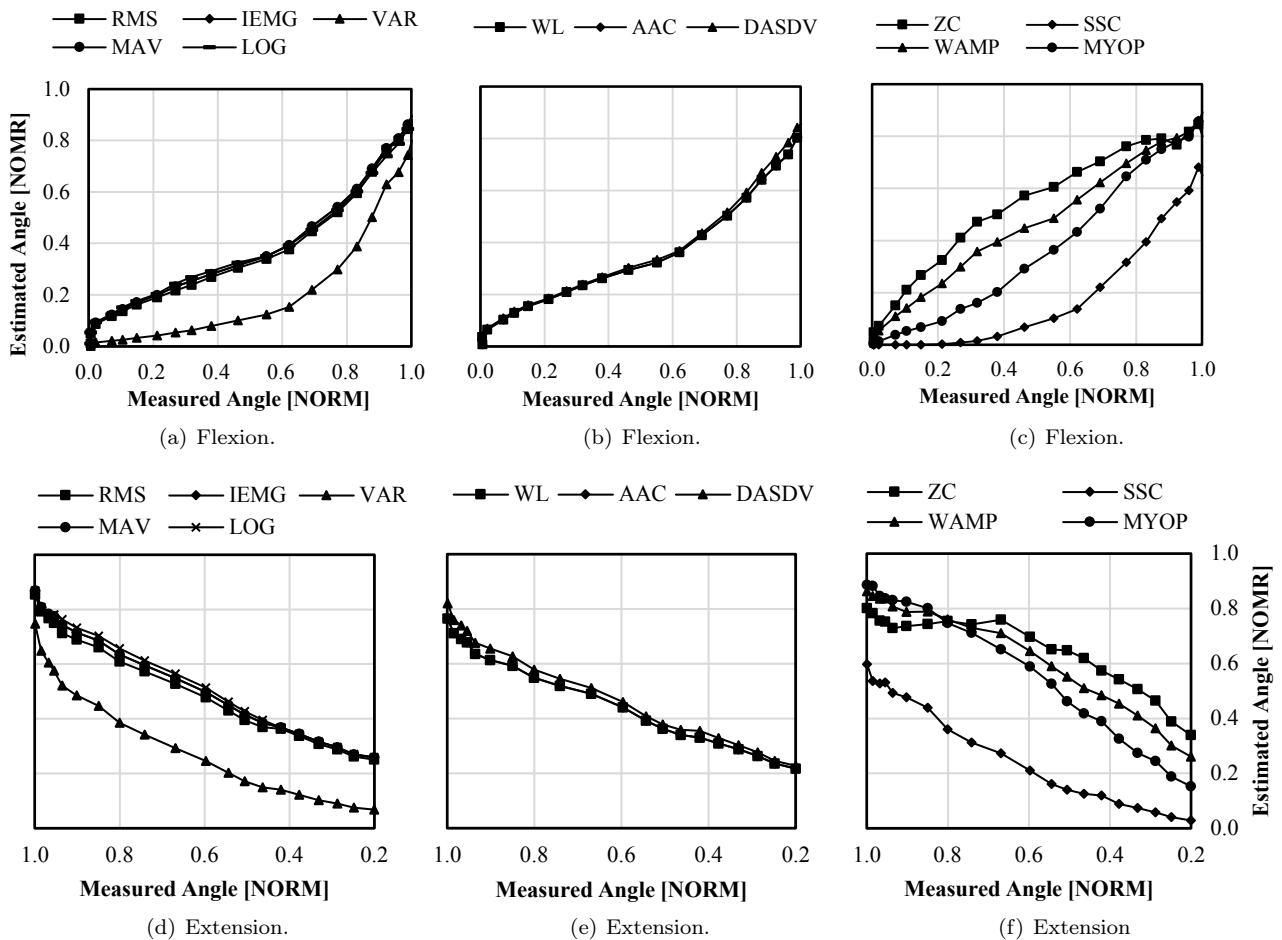 RMS IEMG VAR
MAV LOG
WL AAC DASDV
ZC SSC
WAMP MYOP
Estimated Angle [NOMR]
1.0
0.8
0.6
0.4
0.2
0.0
0.0 0.2 0.4 0.6 0.8 1.0
Measured Angle [NORM]
(a) Flexion.
0.0 0.2 0.4 0.6 0.8 1.0
Measured Angle [NORM]
(b) Flexion.
0.0 0.2 0.4 0.6 0.8 1.0
Measured Angle [NORM]
(c) Flexion.
RMS IEMG VAR
MAV LOG
WL AAC DASDV
ZC SSC
WAMP MYOP
1.0 0.8 0.6 0.4 0.2
Measured Angle [NORM]
(d) Extension.
1.0 0.8 0.6 0.4 0.2
Measured Angle [NORM]
(e) Extension.
1.0
0.8
0.6
0.4
0.2
0.0
Estimated Angle [NOMR]
1.0 0.8 0.6 0.4 0.2
Measured Angle [NORM]
(f) Extension